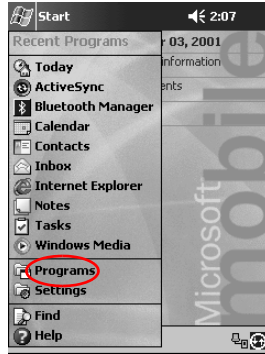 Start 2:07
Recent Programs r 03, 2001
Today nformation
ActiveSync ents
Bluetooth Manager
Calendar
Contacts
Inbox
Internet Explorer
Notes
Tasks
Windows Media
Programs
Settings
Find
Help
Microsoft
mobile